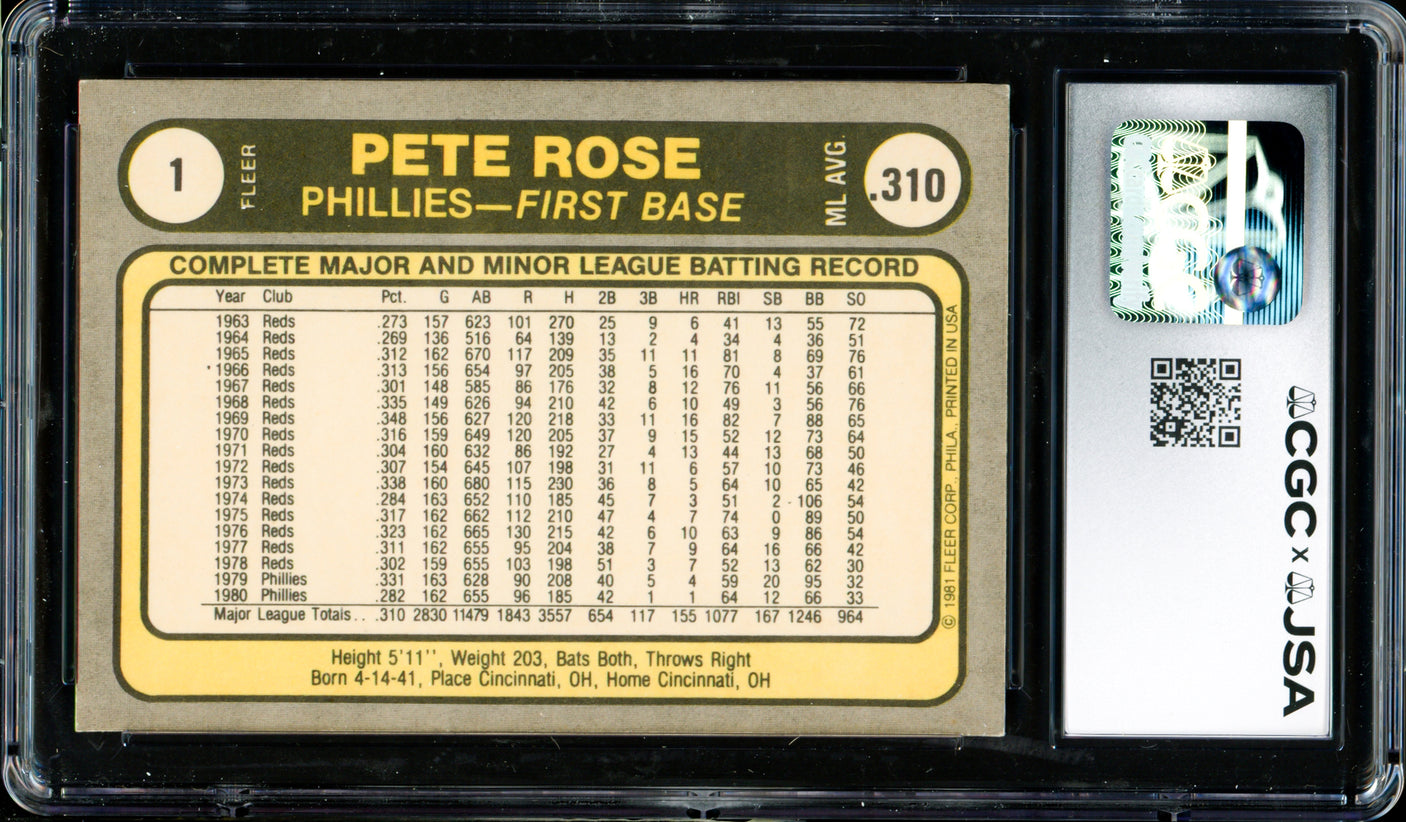 1
FLEER
PETE ROSE
PHILLIES—FIRST BASE
ML AVG.
.310
COMPLETE MAJOR AND MINOR LEAGUE BATTING RECORD
Year Club Pct. G AB R H 2B 3B HR RBI SB BB SO
1963 Reds .273 157 623 101 270 25 9 6 41 13 55 72
1964 Reds .269 136 516 64 139 13 2 4 34 4 36 51
1965 Reds .312 162 670 117 209 35 11 11 81 8 69 76
1966 Reds .313 156 654 97 205 38 5 16 70 4 37 61
1967 Reds .301 148 585 86 176 32 8 12 76 11 56 66
1968 Reds .335 149 626 94 210 42 6 10 49 3 56 76
1969 Reds .348 156 627 120 218 33 11 16 82 7 88 65
1970 Reds .316 159 649 120 205 37 9 15 52 12 73 64
1971 Reds .304 160 632 86 192 27 4 13 44 13 68 50
1972 Reds .307 154 645 107 198 31 11 6 57 10 73 46
1973 Reds .338 160 680 115 230 36 8 5 64 10 65 42
1974 Reds .284 163 652 110 185 45 7 3 51 2 106 54
1975 Reds .317 162 662 112 210 47 4 7 74 0 89 50
1976 Reds .323 162 665 130 215 42 6 10 63 9 86 54
1977 Reds .311 162 655 95 204 38 7 9 64 16 66 42
1978 Reds .302 159 655 103 198 51 3 7 52 13 62 30
1979 Phillies .331 163 628 90 208 40 5 4 59 20 95 32
1980 Phillies .282 162 655 96 185 42 1 1 64 12 66 33
Major League Totais . . .310 2830 11479 1843 3557 654 117 155 1077 167 1246 964
Height 5'11'', Weight 203, Bats Both, Throws Right
Born 4-14-41, Place Cincinnati, OH, Home Cincinnati, OH
© 1981 FLEER CORP., PHILA., PRINTED IN USA
CGC x JSA